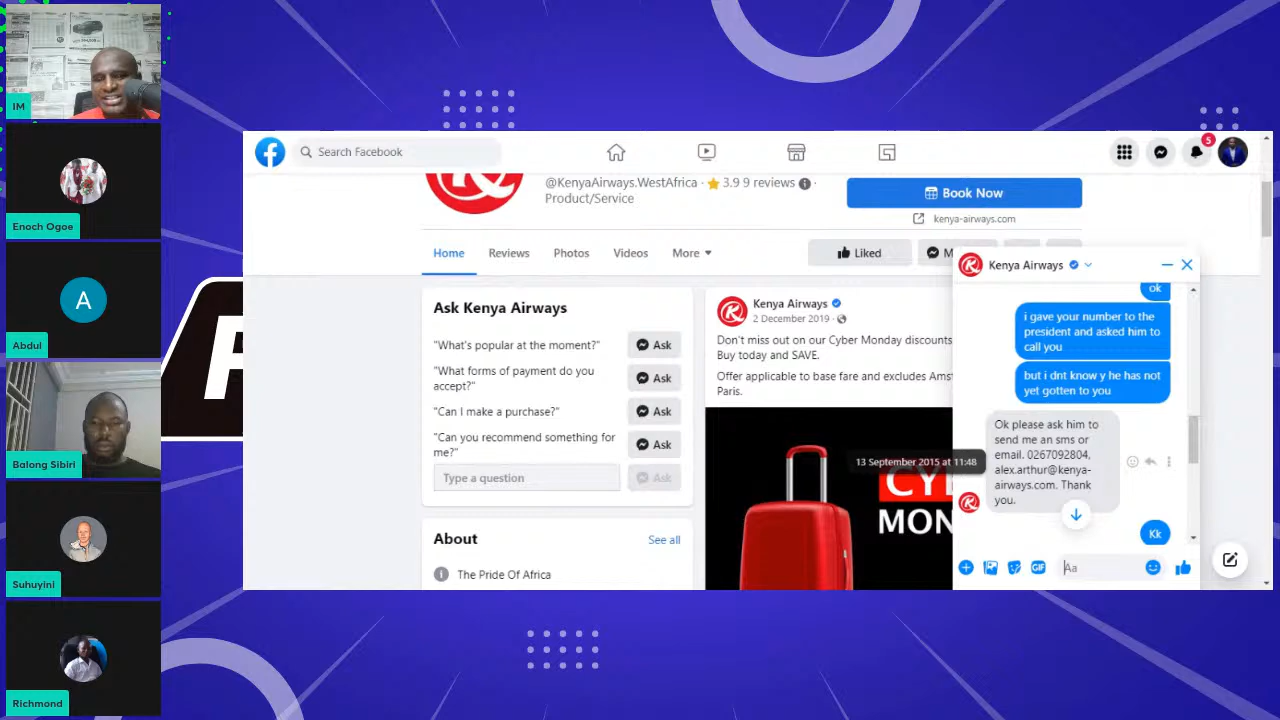 IM
Enoch Ogoe
A
Abdul
Balong Sibiri
Suhuyini
Richmond
Search Facebook
5
@KenyaAirways.WestAfrica · 3.9 9 reviews ·
Product/Service
Book Now
kenya-airways.com
Home
Reviews
Photos
Videos
More
Liked
Ask Kenya Airways
"What's popular at the moment?"
Ask
"What forms of payment do you
accept?"
Ask
"Can I make a purchase?"
Ask
"Can you recommend something for
me?"
Ask
Type a question
Ask
About
See all
The Pride Of Africa
Kenya Airways
2 December 2019 ·
Don't miss out on our Cyber Monday discounts
Buy today and SAVE.
Offer applicable to base fare and excludes Ams
Paris.
CY
MON
13 September 2015 at 11:48
Kenya Airways
ok
i gave your number to the
president and asked him to
call you
but i dnt know y he has not
yet gotten to you
Ok please ask him to
send me an sms or
email. 0267092804,
alex.arthur@kenya-
airways.com. Thank
you.
Kk
GIF
Aa